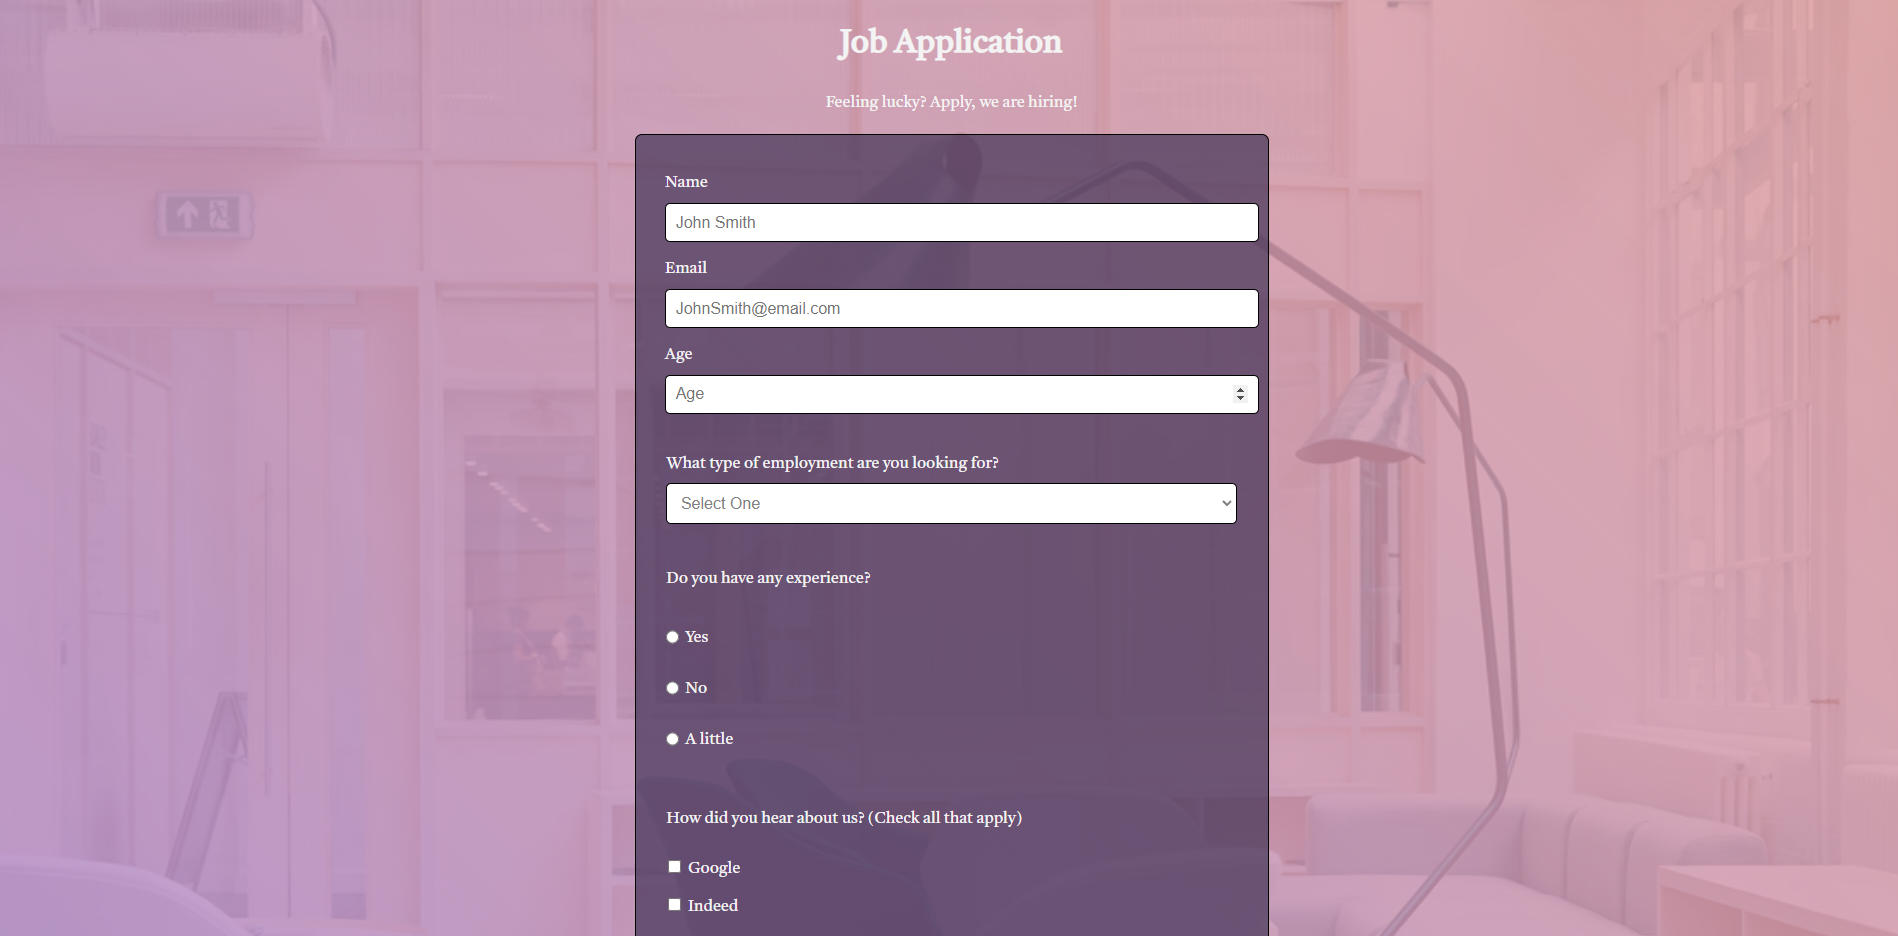 Job Application
Feeling lucky? Apply, we are hiring!
Name
John Smith
Email
JohnSmith@email.com
Age
Age
What type of employment are you looking for?
Select One
Do you have any experience?
Yes
No
A little
How did you hear about us? (Check all that apply)
Google
Indeed